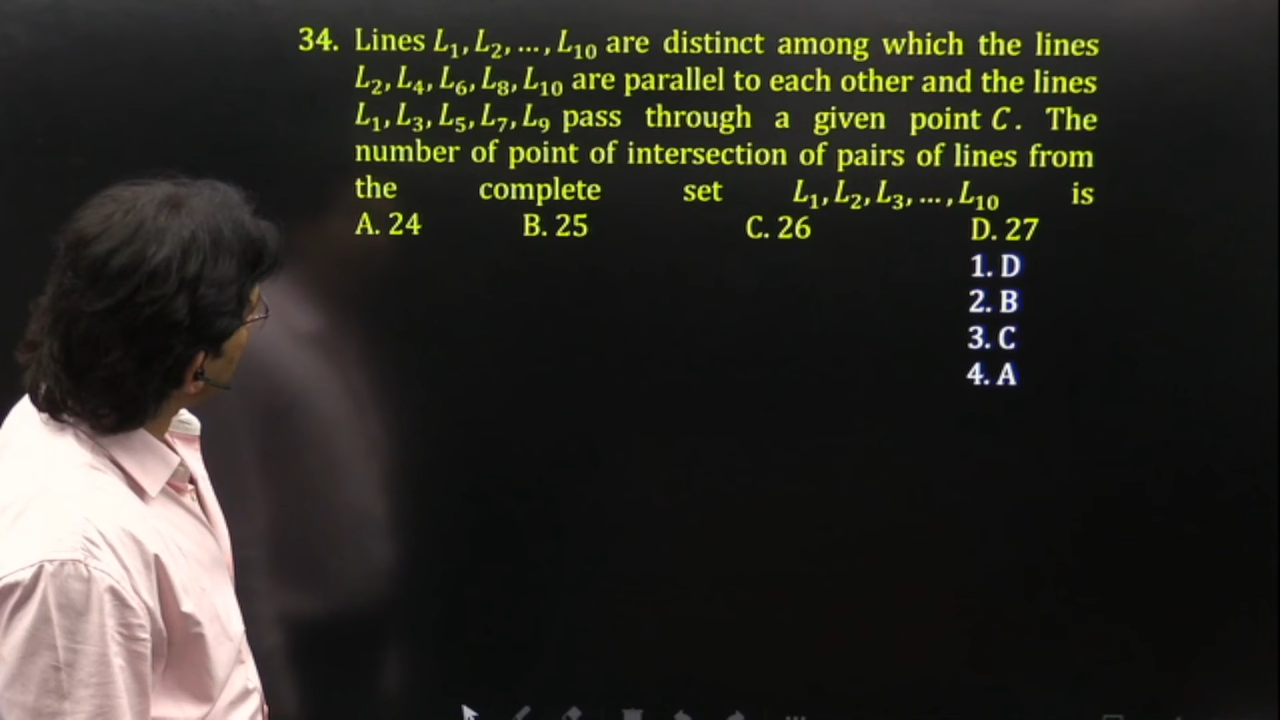 34. Lines L₁, L₂, ..., L₁₀ are distinct among which the lines
L₂, L₄, L₆, L₈, L₁₀ are parallel to each other and the lines
L₁, L₃, L₅, L₇, L₉ pass through a given point C. The
number of point of intersection of pairs of lines from
the complete set L₁, L₂, L₃, ..., L₁₀ is
A. 24 B. 25 C. 26 D. 27
1. D
2. B
3. C
4. A